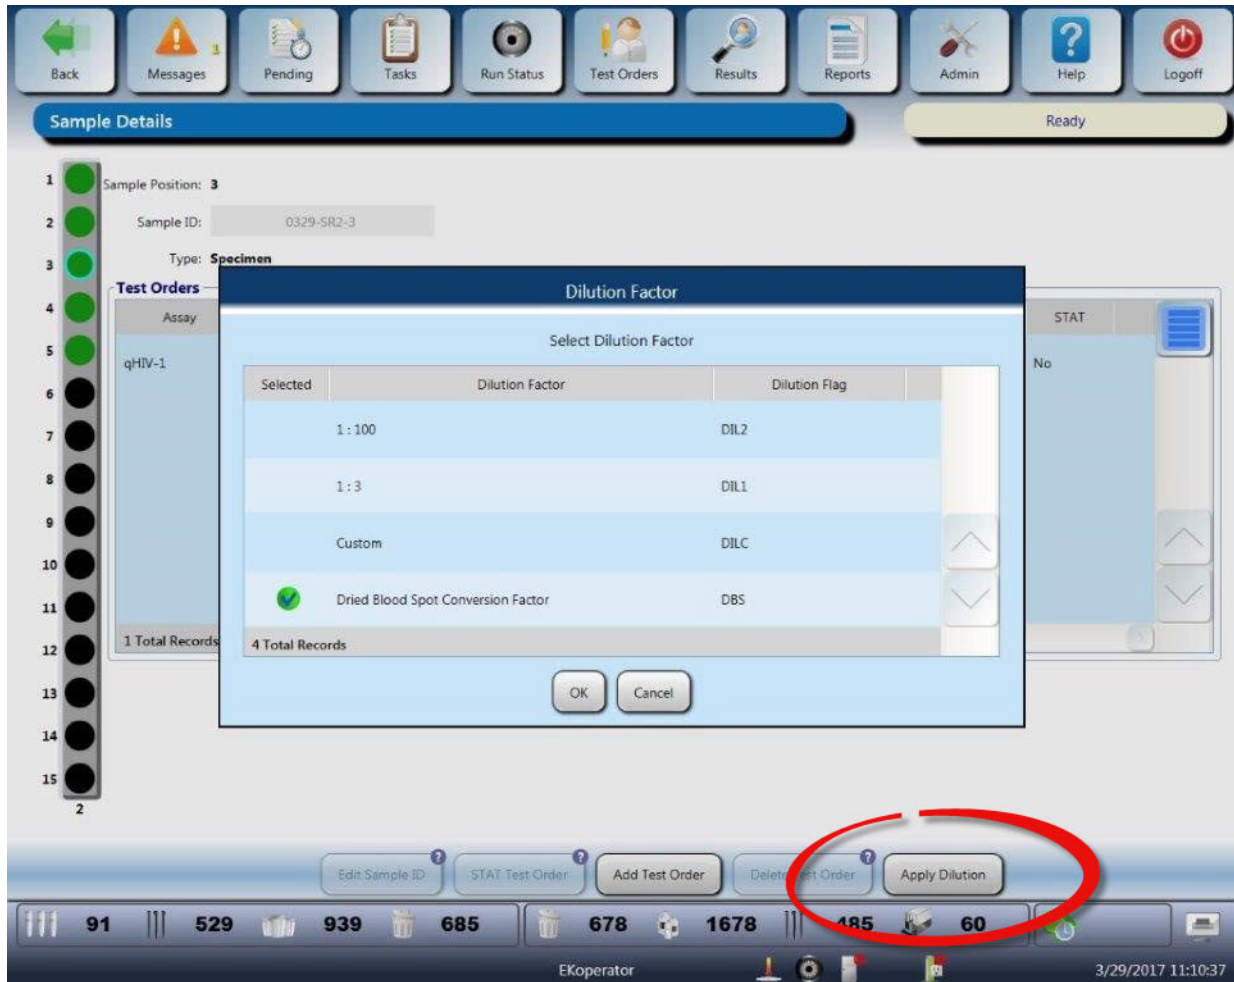 Back
Messages
3
Pending
Tasks
Run Status
Test Orders
Results
Reports
Admin
Help
Logoff
Sample Details
Ready
1
2
3
4
5
6
7
8
9
10
11
12
13
14
15
2
Sample Position: 3
Sample ID: 0329-SR2-3
Type: Specimen
Test Orders
Assay
STAT
qHIV-1
No
1 Total Records
Dilution Factor
Select Dilution Factor
Selected Dilution Factor Dilution Flag
1 : 100 DIL2
1 : 3 DIL1
Custom DILC
Dried Blood Spot Conversion Factor DBS
4 Total Records
OK Cancel
Edit Sample ID ? STAT Test Order ? Add Test Order Delete Test Order ? Apply Dilution
91 529 939 685 678 1678 485 60
EKoperator
3/29/2017 11:10:37